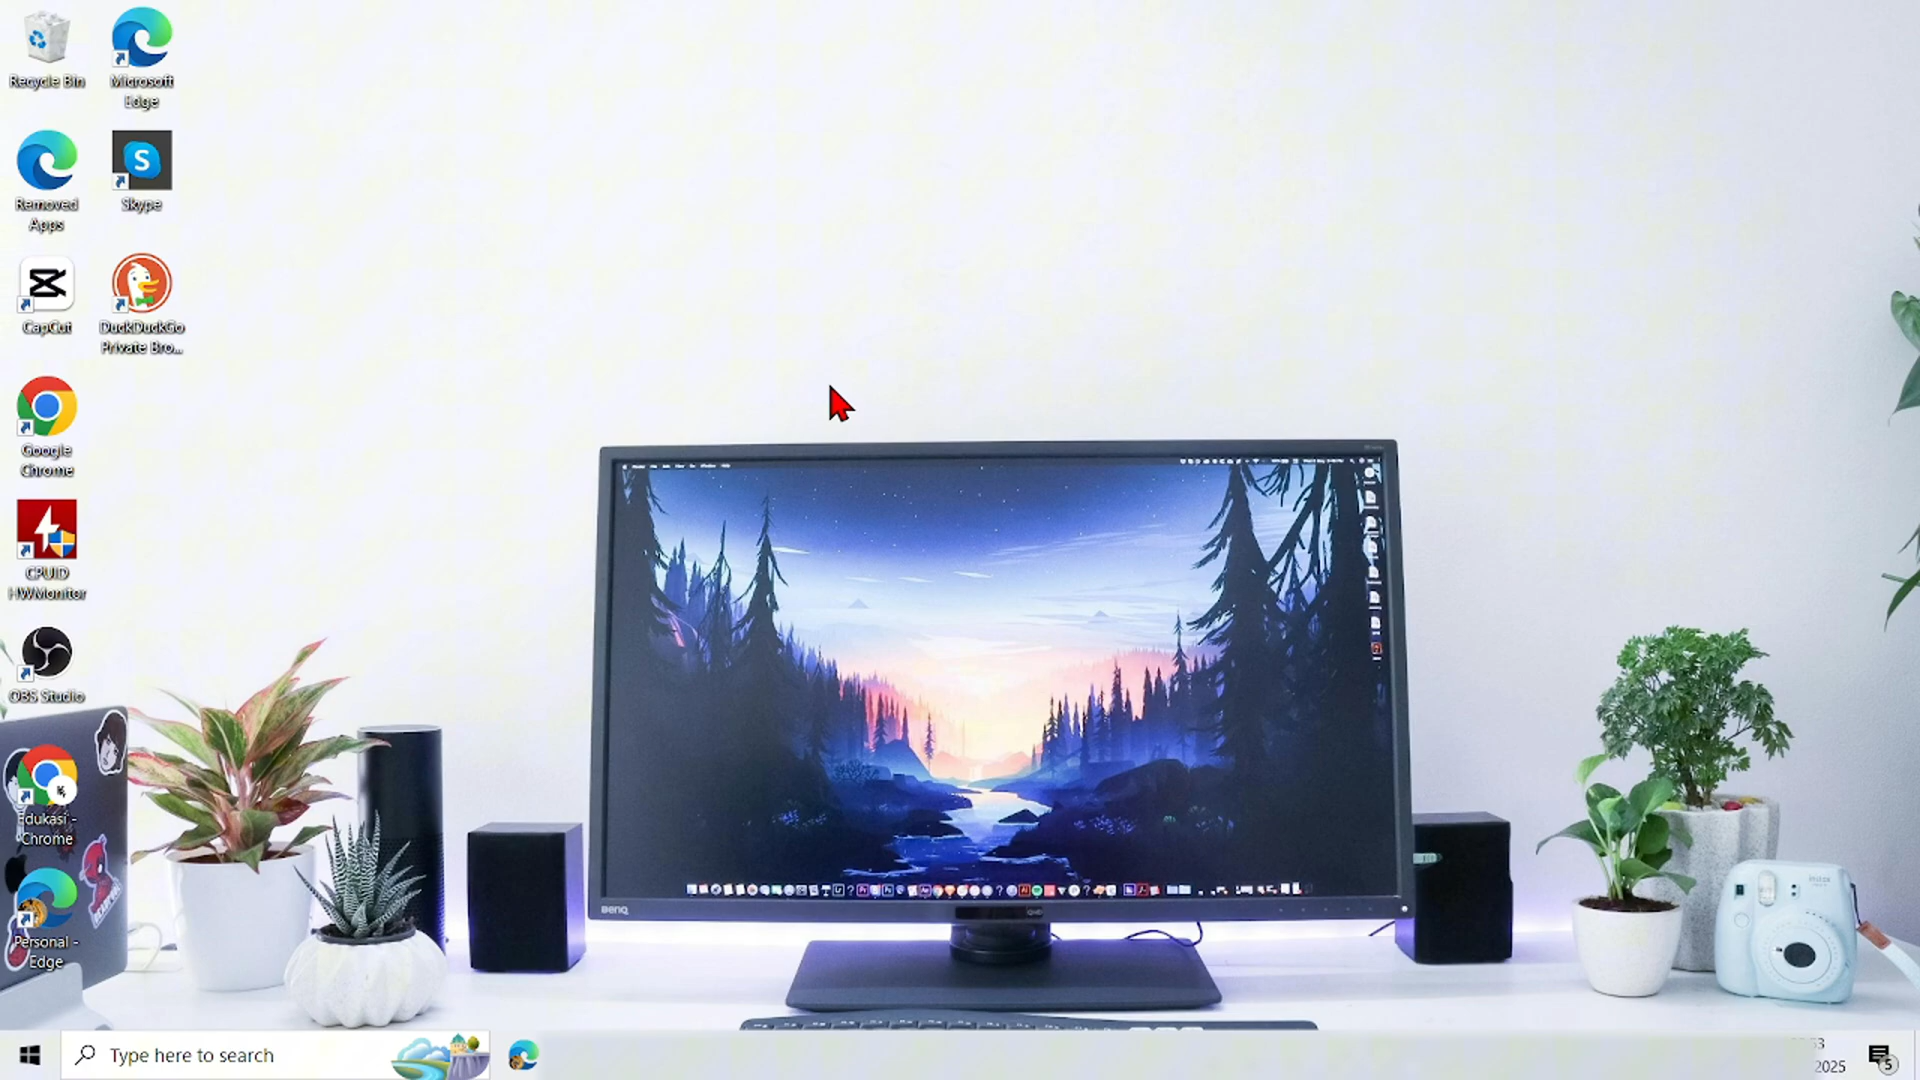 Recycle Bin
Microsoft
Edge
Removed
Apps
Skype
CapCut
DuckDuckGo
Private Bro...
Google
Chrome
CPUID
HWMonitor
OBS Studio
Edukasi -
Chrome
Personal -
Edge
BenQ
Type here to search
2025
5